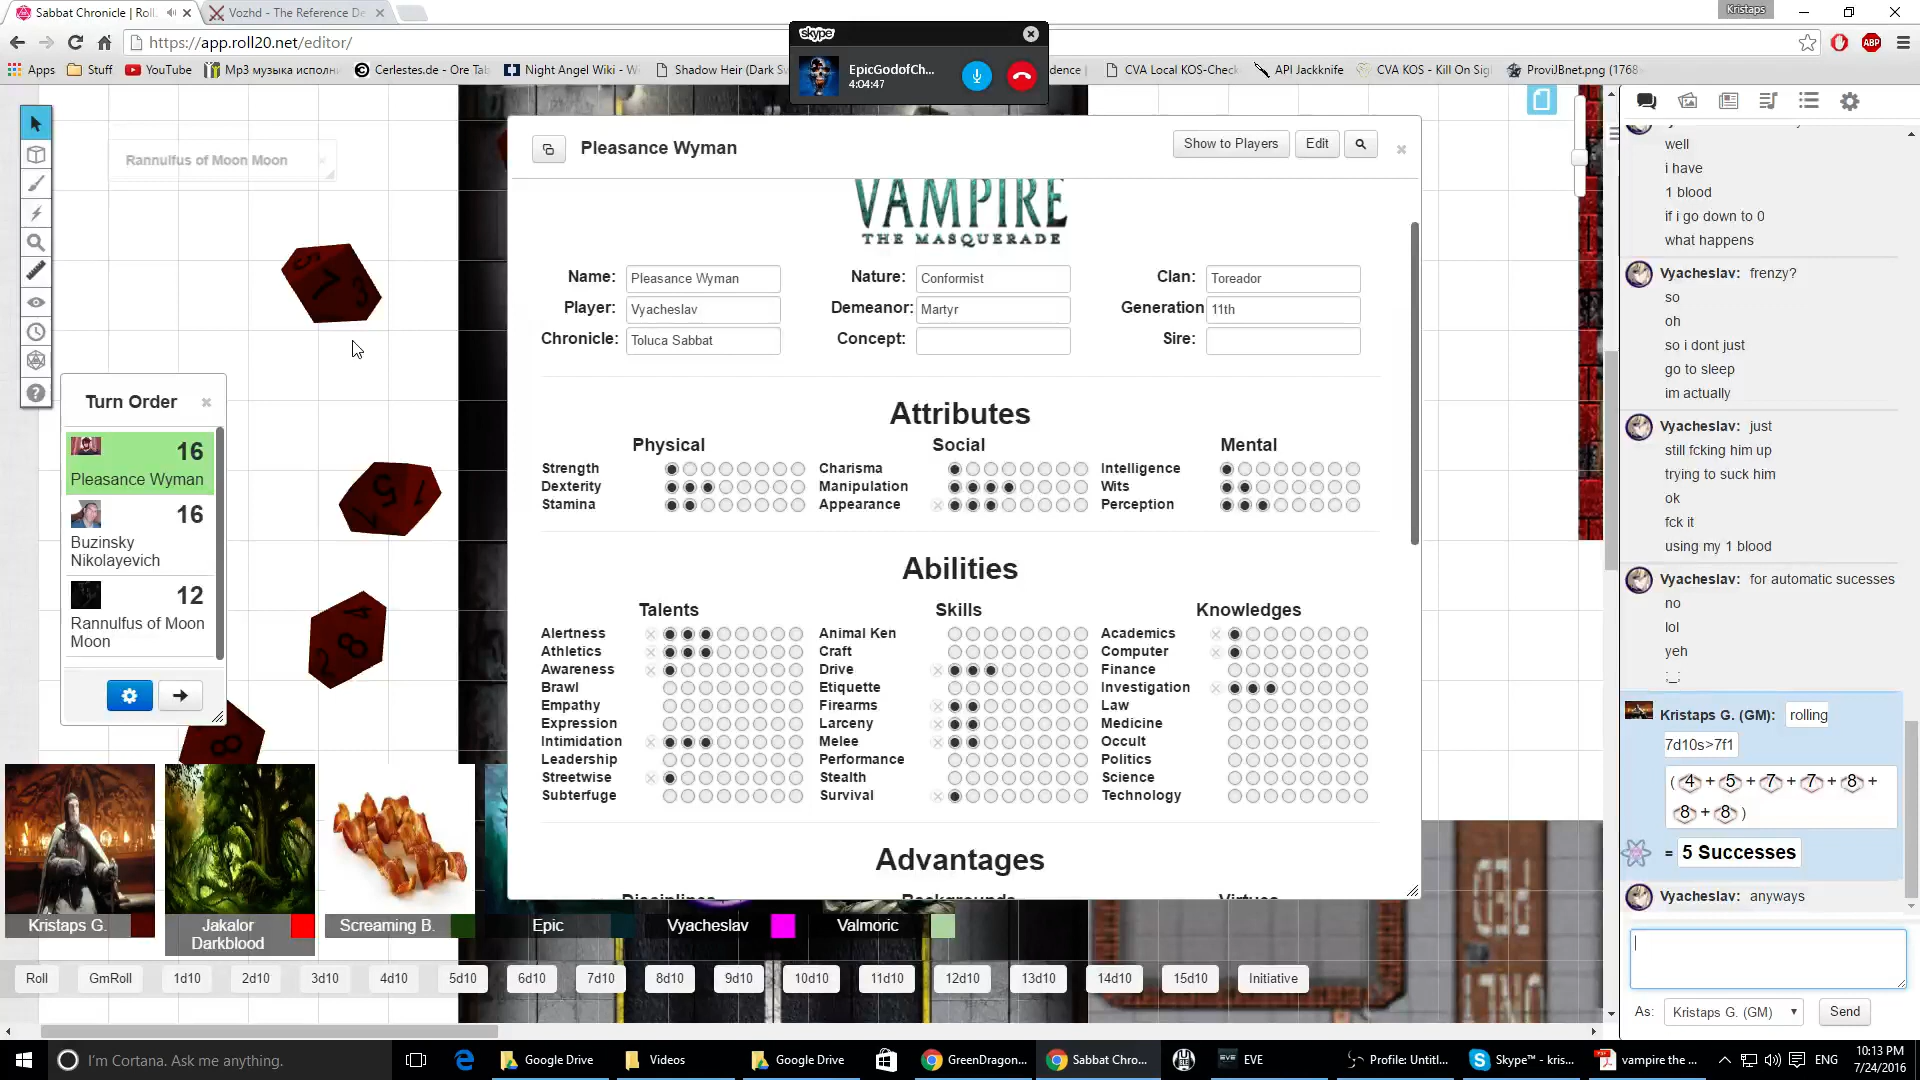 Sabbat Chronicle | Roll
Vozhd - The Reference De
Kristaps
https://app.roll20.net/editor/
Apps
Stuff
YouTube
Mp3 музыка исполни
Cerlestes.de - Ore Tab
Night Angel Wiki - Wi
Shadow Heir (Dark Sw
dence |
CVA Local KOS-Check
API Jackknife
CVA KOS - Kill On Sigh
ProviJBnet.png (1768×
skype
EpicGodofCh...
4:04:47
Rannulfus of Moon Moon
Turn Order
16
Pleasance Wyman
16
Buzinsky
Nikolayevich
12
Rannulfus of Moon
Moon
Pleasance Wyman
Show to Players
Edit
VAMPIRE
THE MASQUERADE
Name: Pleasance Wyman Nature: Conformist Clan: Toreador
Player: Vyacheslav Demeanor: Martyr Generation 11th
Chronicle: Toluca Sabbat Concept: Sire:
Attributes
Physical Social Mental
Strength Charisma Intelligence
Dexterity Manipulation Wits
Stamina Appearance Perception
Abilities
Talents Skills Knowledges
Alertness Animal Ken Academics
Athletics Craft Computer
Awareness Drive Finance
Brawl Etiquette Investigation
Empathy Firearms Law
Expression Larceny Medicine
Intimidation Melee Occult
Leadership Performance Politics
Streetwise Stealth Science
Subterfuge Survival Technology
Advantages
Disciplines Backgrounds Virtues
well
i have
1 blood
if i go down to 0
what happens
Vyacheslav: frenzy?
so
oh
so i dont just
go to sleep
im actually
Vyacheslav: just
still fcking him up
trying to suck him
ok
fck it
using my 1 blood
Vyacheslav: for automatic sucesses
no
lol
yeh
;_;
Kristaps G. (GM): rolling
7d10s>7f1
(4+5+7+7+8+
8+8)
= 5 Successes
Vyacheslav: anyways
As: Kristaps G. (GM) Send
Kristaps G.
Jakalor
Darkblood
Screaming B.
Epic
Vyacheslav
Valmoric
Roll GmRoll 1d10 2d10 3d10 4d10 5d10 6d10 7d10 8d10 9d10 10d10 11d10 12d10 13d10 14d10 15d10 Initiative
I'm Cortana. Ask me anything.
Google Drive
Videos
Google Drive
GreenDragon...
Sabbat Chro...
EVE
Profile: Untitl...
Skype™ - kris...
vampire the ...
ENG
10:13 PM
7/24/2016